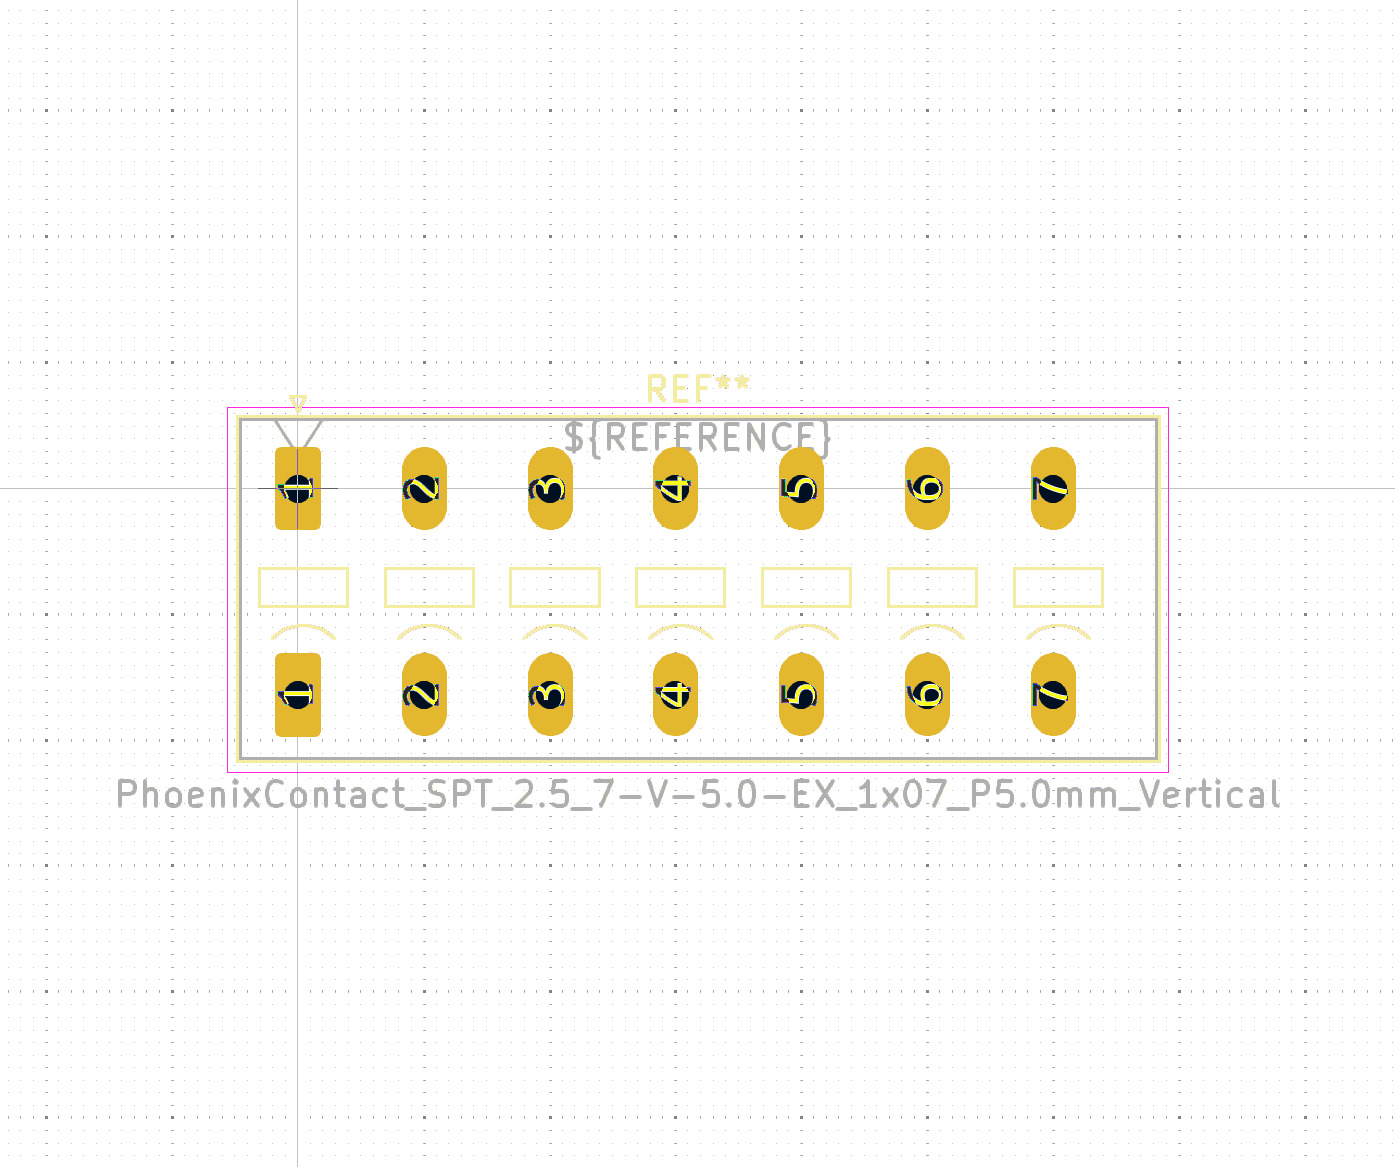 REF**
${REFERENCE}
1 2 3 4 5 6 7
1 2 3 4 5 6 7
PhoenixContact_SPT_2.5_7-V-5.0-EX_1x07_P5.0mm_Vertical